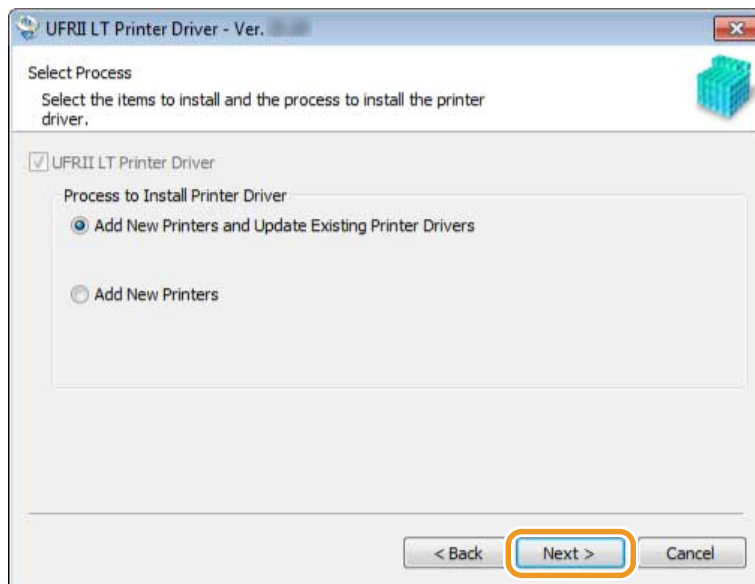 UFRII LT Printer Driver - Ver.
Select Process
Select the items to install and the process to install the printer
driver.
UFRII LT Printer Driver
Process to Install Printer Driver
Add New Printers and Update Existing Printer Drivers
Add New Printers
< Back Next > Cancel